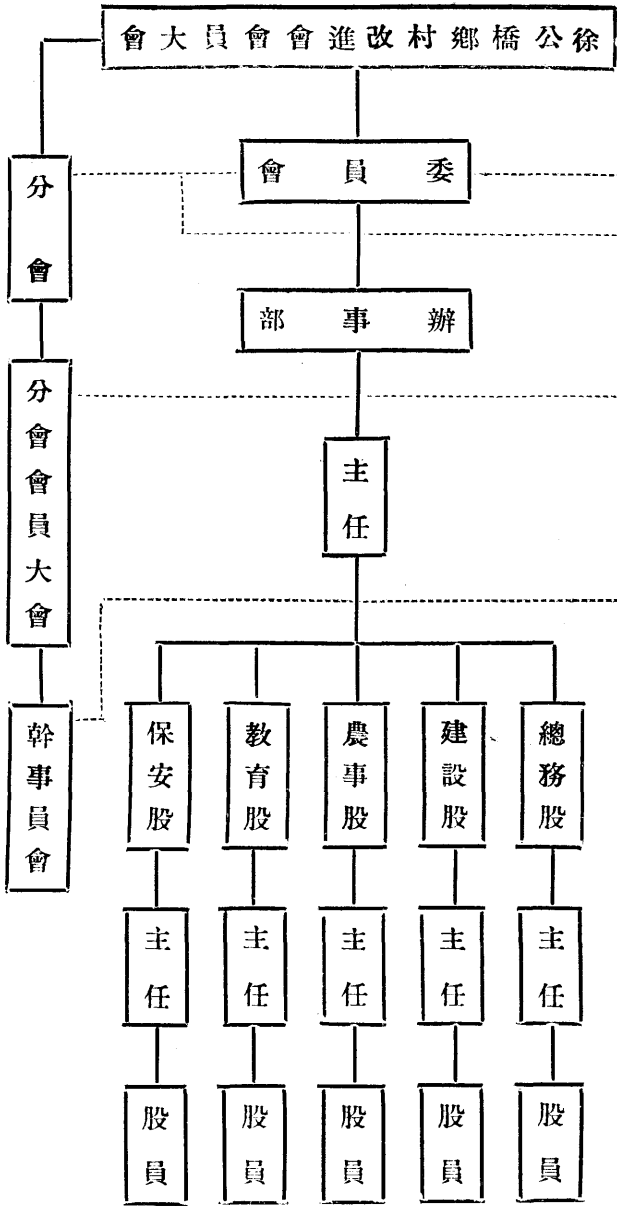 徐公橋鄉村改進會會員大會
委員會
辦事部
主任
總務股
建設股
農事股
教育股
保安股
主任
主任
主任
主任
主任
股員
股員
股員
股員
股員
分會
分會會員大會
幹事員會